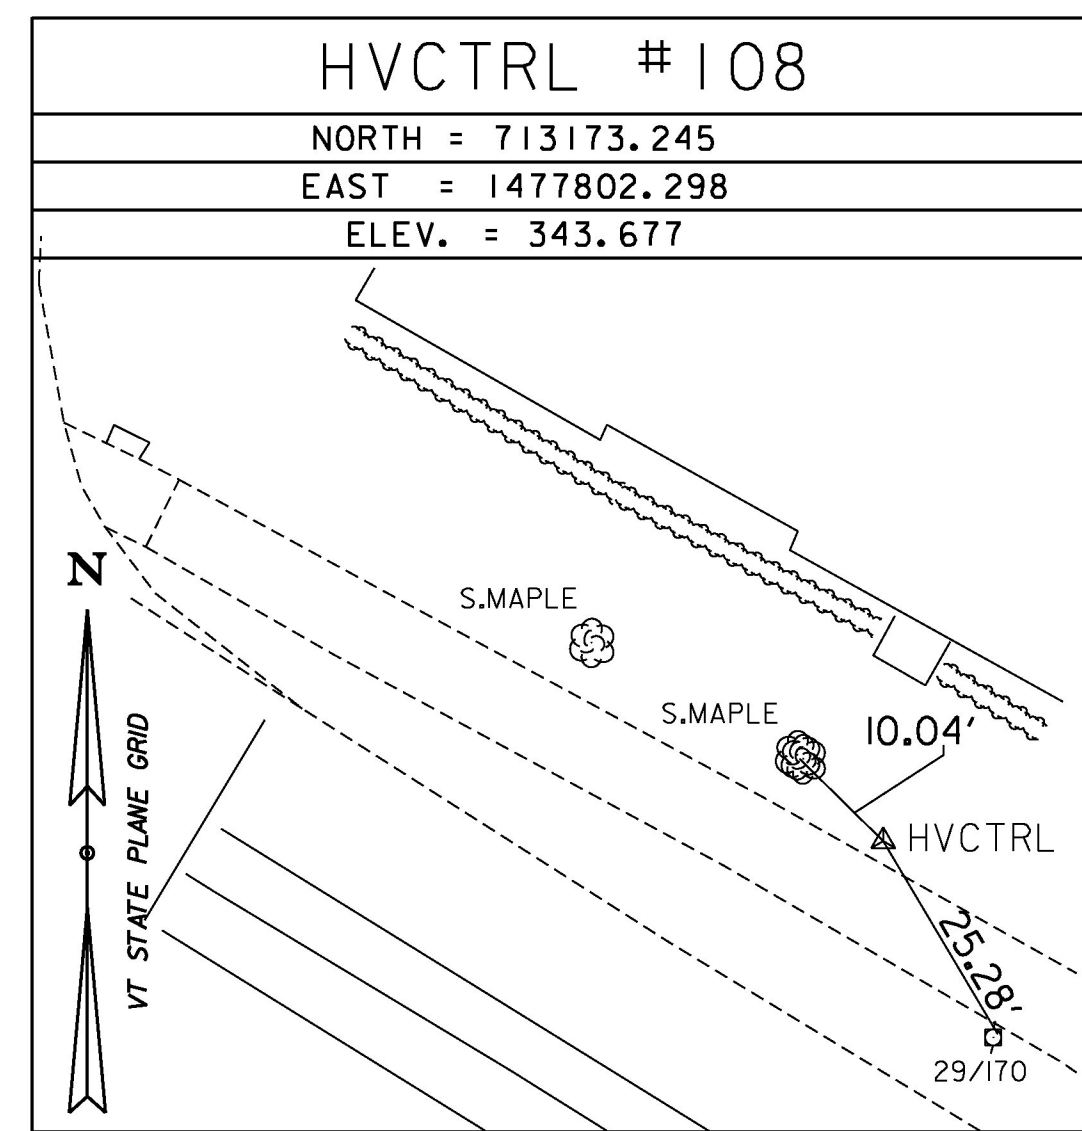 HVCTRL #108
NORTH = 713173.245
EAST = 1477802.298
ELEV. = 343.677
N
S.MAPLE
S.MAPLE
10.04'
VT STATE PLANE GRID
HVCTRL
25.28'
29/170